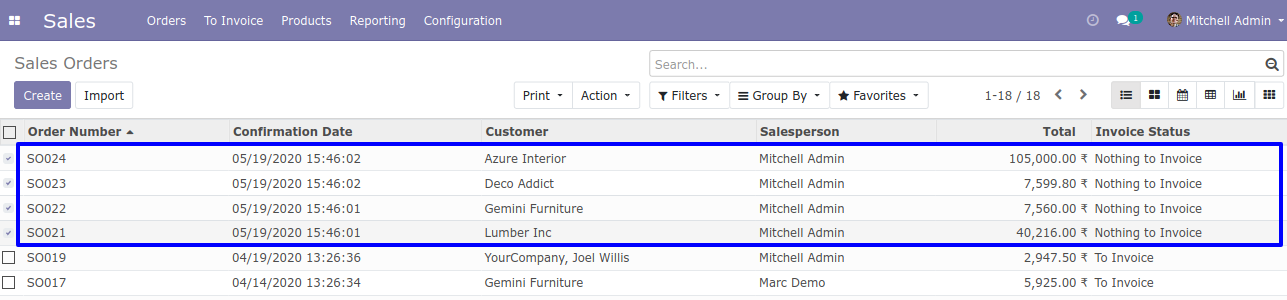 Sales Orders To Invoice Products Reporting Configuration 1 Mitchell Admin
Sales Orders Search...
Create Import Print Action Filters Group By Favorites 1-18 / 18
Order Number Confirmation Date Customer Salesperson Total Invoice Status
SO024 05/19/2020 15:46:02 Azure Interior Mitchell Admin 105,000.00 ₹ Nothing to Invoice
SO023 05/19/2020 15:46:02 Deco Addict Mitchell Admin 7,599.80 ₹ Nothing to Invoice
SO022 05/19/2020 15:46:01 Gemini Furniture Mitchell Admin 7,560.00 ₹ Nothing to Invoice
SO021 05/19/2020 15:46:01 Lumber Inc Mitchell Admin 40,216.00 ₹ Nothing to Invoice
SO019 04/19/2020 13:26:36 YourCompany, Joel Willis Mitchell Admin 2,947.50 ₹ To Invoice
SO017 04/14/2020 13:26:34 Gemini Furniture Marc Demo 5,925.00 ₹ To Invoice